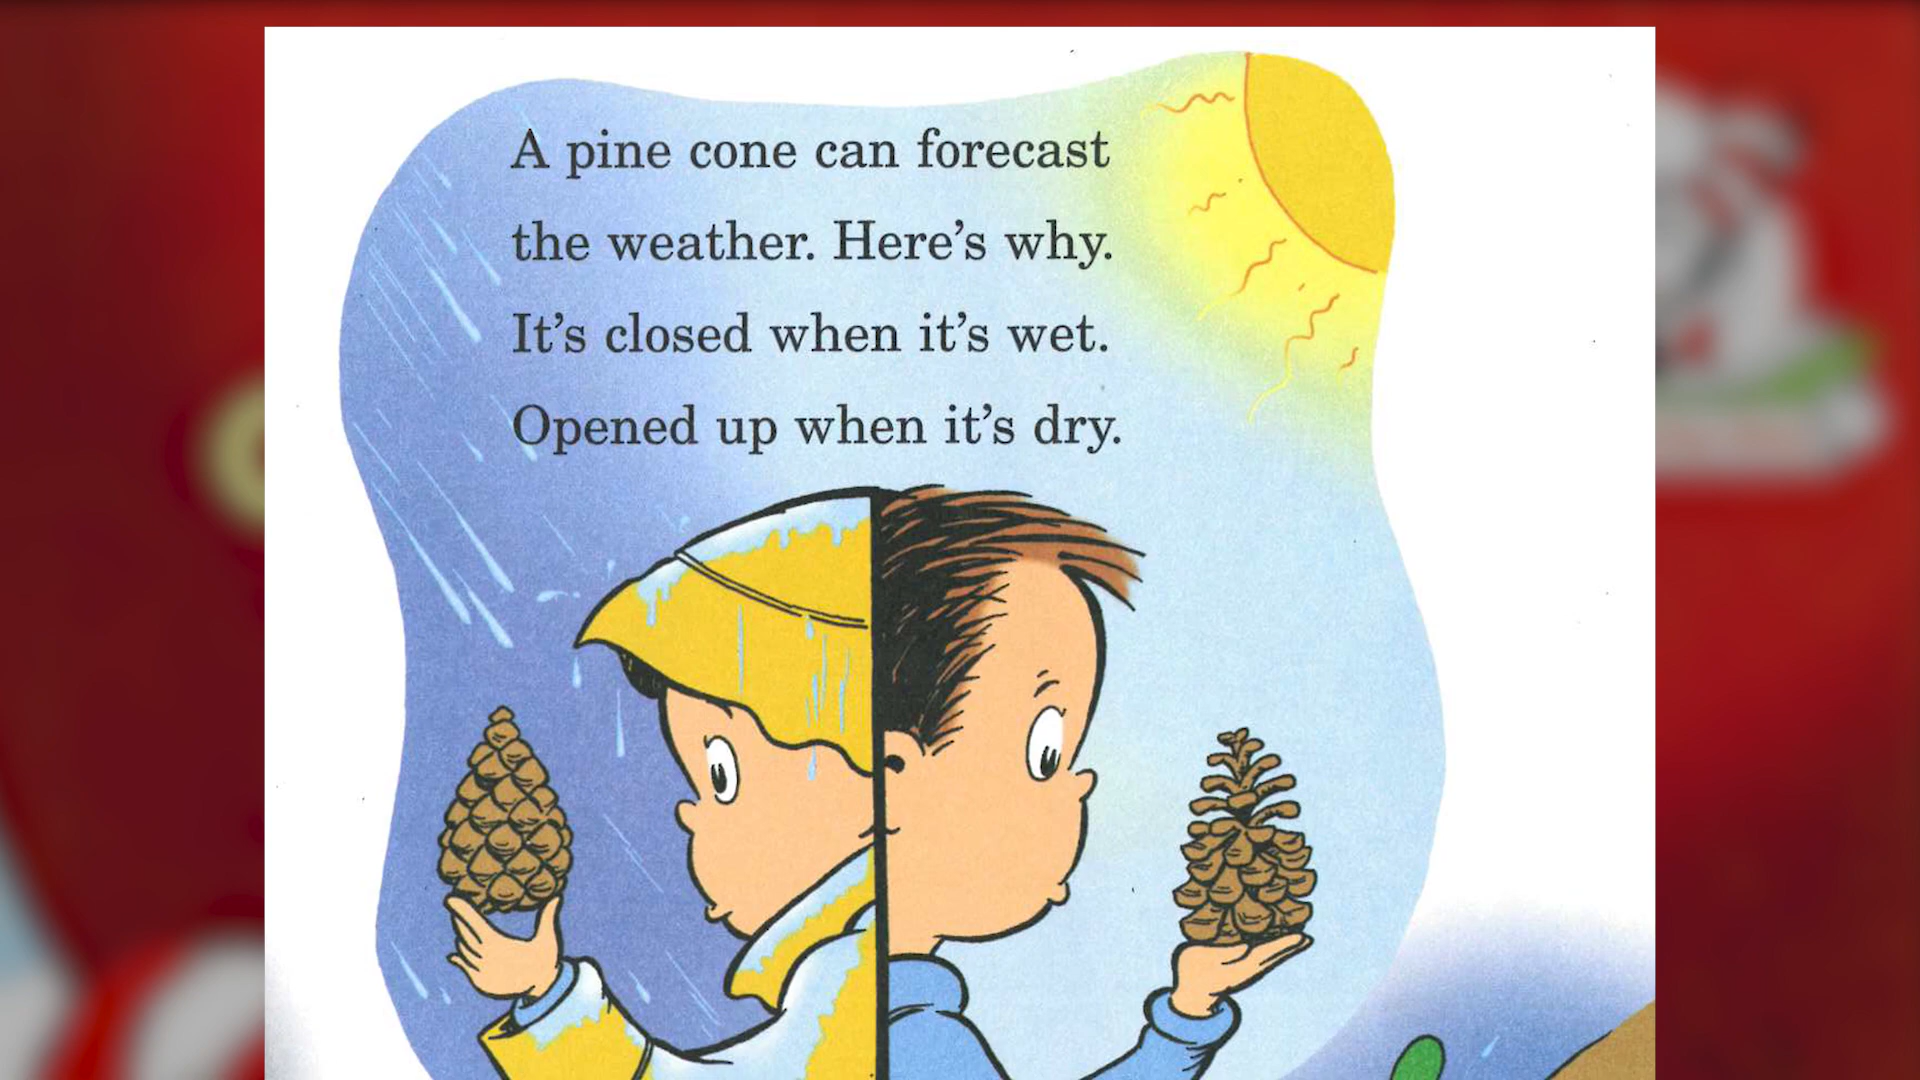 A pine cone can forecast
the weather. Here’s why.
It’s closed when it’s wet.
Opened up when it’s dry.